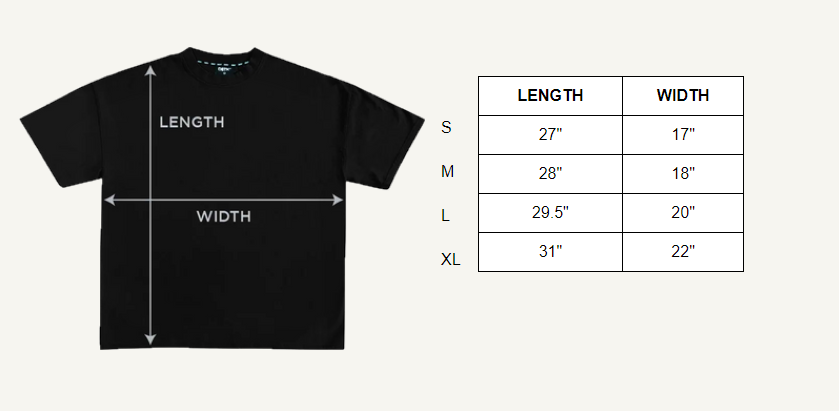 LENGTH
WIDTH
LENGTH WIDTH
S 27" 17"
M 28" 18"
L 29.5" 20"
XL 31" 22"